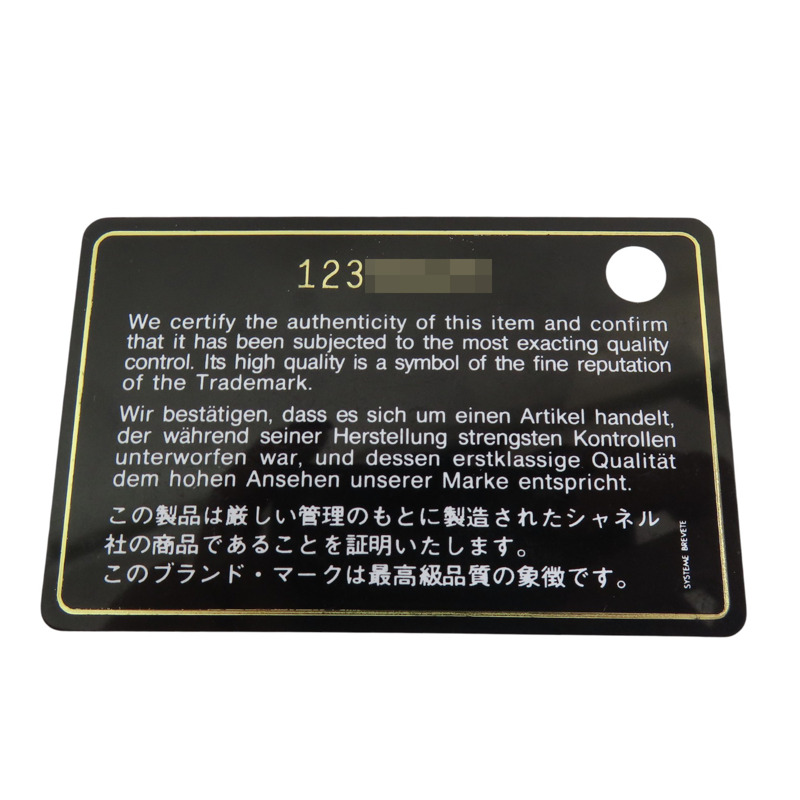 123
We certify the authenticity of this item and confirm
that it has been subjected to the most exacting quality
control. Its high quality is a symbol of the fine reputation
of the Trademark.
Wir bestätigen, dass es sich um einen Artikel handelt,
der während seiner Herstellung strengsten Kontrollen
unterworfen war, und dessen erstklassige Qualität
dem hohen Ansehen unserer Marke entspricht.
この製品は厳しい管理のもとに製造されたシャネル
社の商品であることを証明いたします。
このブランド・マークは最高級品質の象徴です。
SYSTEME BREVETE